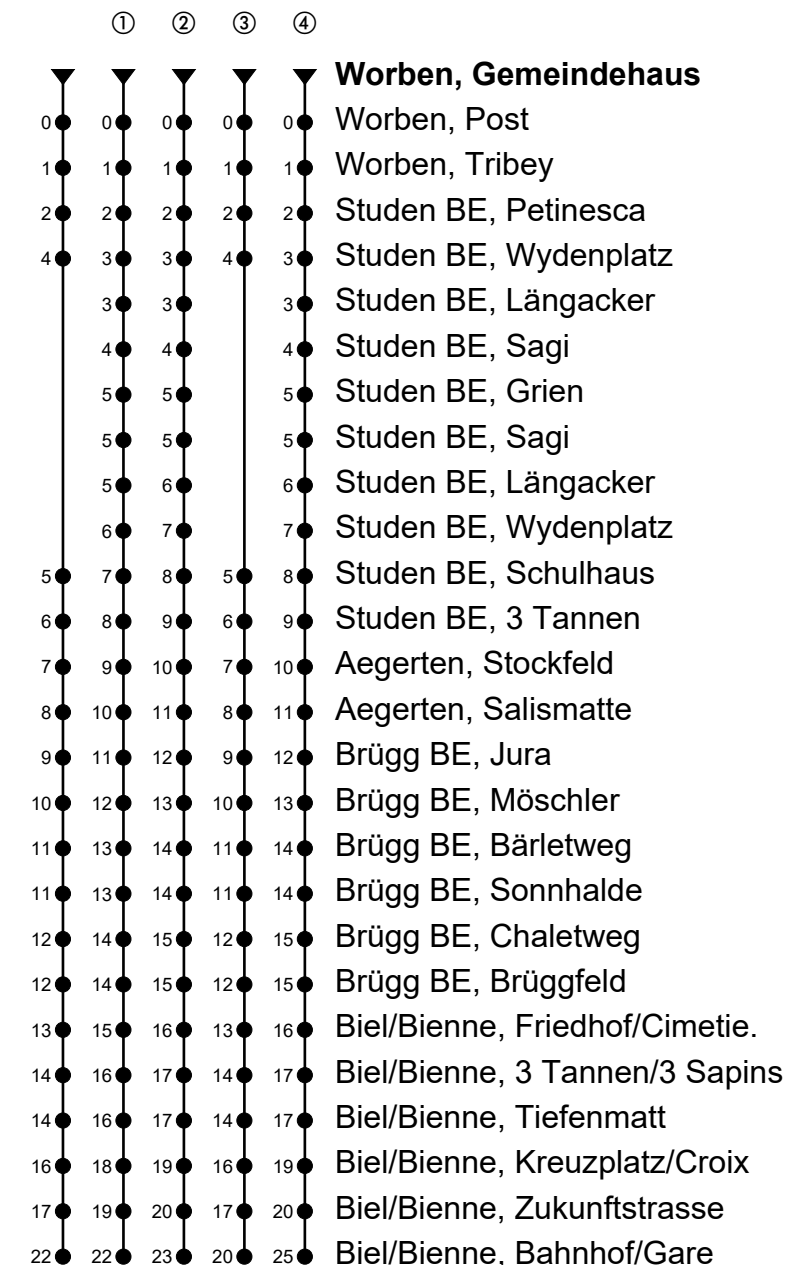 ① ② ③ ④
Worben, Gemeindehaus
0 0 0 0 0 Worben, Post
1 1 1 1 1 Worben, Tribey
2 2 2 2 2 Studen BE, Petinesca
4 3 3 4 3 Studen BE, Wydenplatz
3 3 3 Studen BE, Längacker
4 4 4 Studen BE, Sagi
5 5 5 Studen BE, Grien
5 5 5 Studen BE, Sagi
5 6 6 Studen BE, Längacker
6 7 7 Studen BE, Wydenplatz
5 7 8 5 8 Studen BE, Schulhaus
6 8 9 6 9 Studen BE, 3 Tannen
7 9 10 7 10 Aegerten, Stockfeld
8 10 11 8 11 Aegerten, Salismatte
9 11 12 9 12 Brügg BE, Jura
10 12 13 10 13 Brügg BE, Möschler
11 13 14 11 14 Brügg BE, Bärletweg
11 13 14 11 14 Brügg BE, Sonnhalde
12 14 15 12 15 Brügg BE, Chaletweg
12 14 15 12 15 Brügg BE, Brüggfeld
13 15 16 13 16 Biel/Bienne, Friedhof/Cimetie.
14 16 17 14 17 Biel/Bienne, 3 Tannen/3 Sapins
14 16 17 14 17 Biel/Bienne, Tiefenmatt
16 18 19 16 19 Biel/Bienne, Kreuzplatz/Croix
17 19 20 17 20 Biel/Bienne, Zukunftstrasse
22 22 23 20 25 Biel/Bienne, Bahnhof/Gare